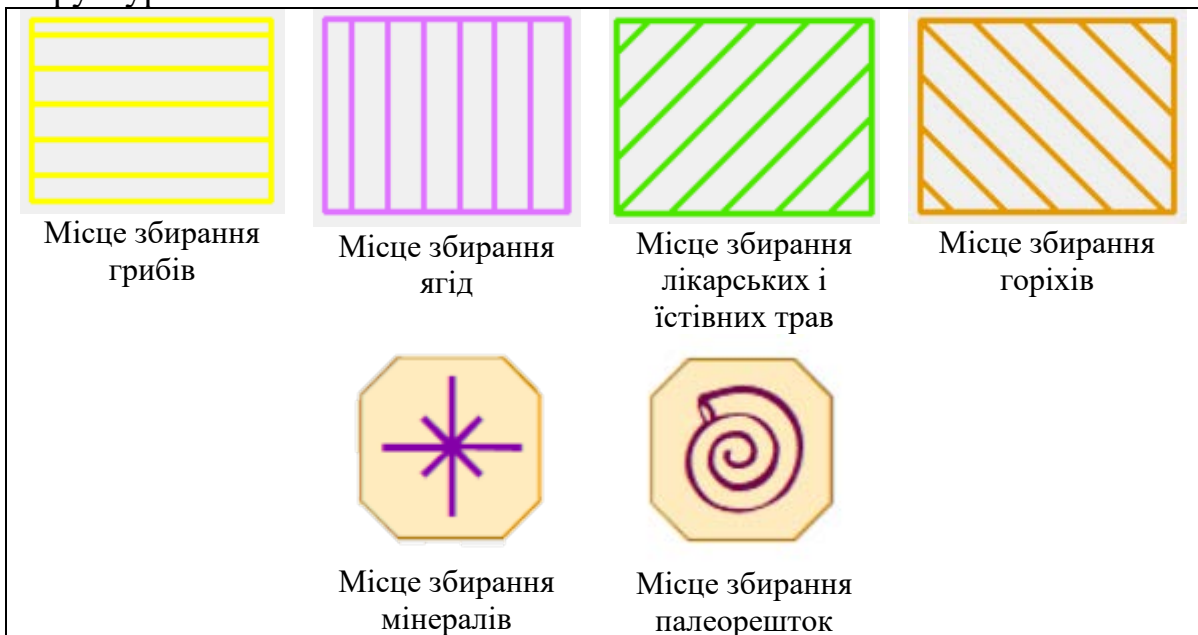 Місце збирання
грибів
Місце збирання
ягід
Місце збирання
лікарських і
їстівних трав
Місце збирання
горіхів
Місце збирання
мінералів
Місце збирання
палеорешток